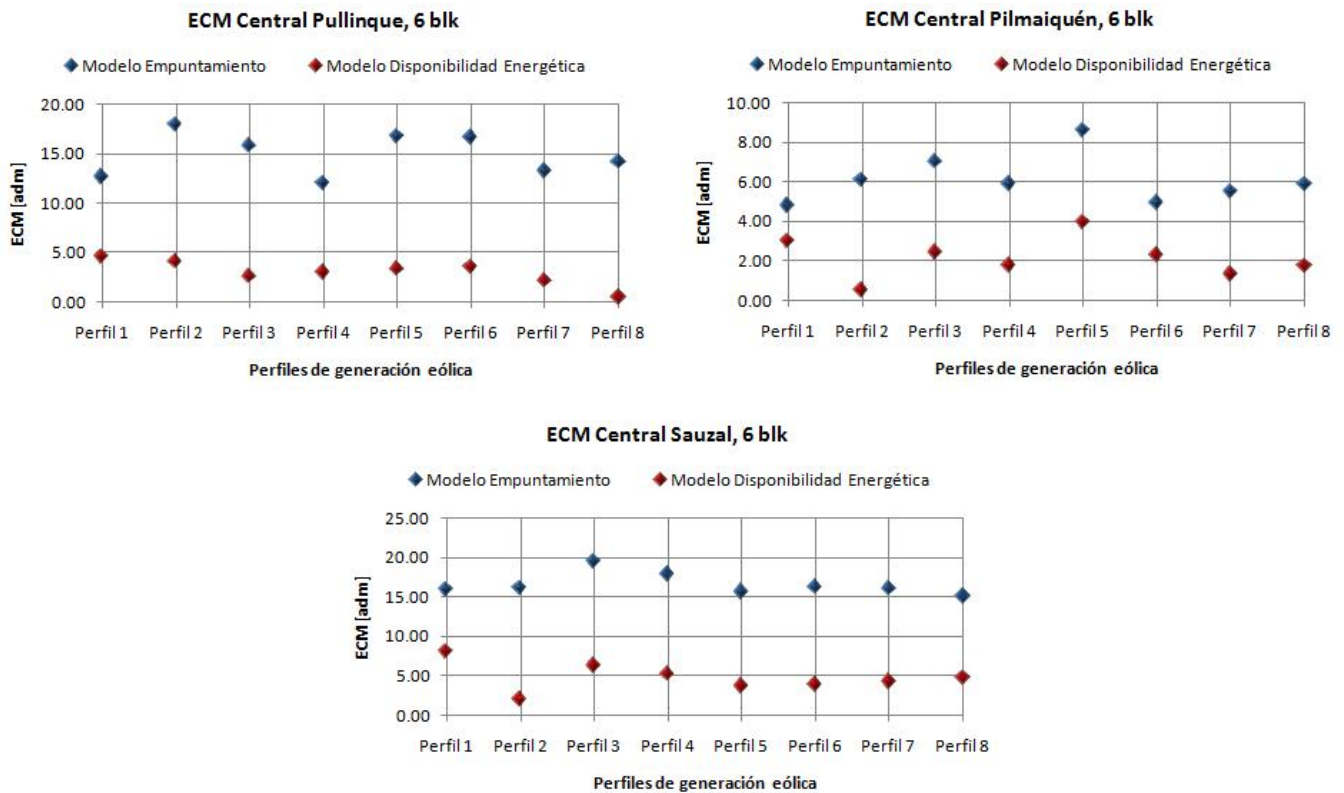 ECM Central Pullinque, 6 blk
Modelo Empuntamiento Modelo Disponibilidad Energética
20.00
15.00
10.00
5.00
0.00
ECM [adm]
Perfil 1 Perfil 2 Perfil 3 Perfil 4 Perfil 5 Perfil 6 Perfil 7 Perfil 8
Perfiles de generación eólica
ECM Central Pilmaiquén, 6 blk
Modelo Empuntamiento Modelo Disponibilidad Energética
10.00
8.00
6.00
4.00
2.00
0.00
ECM [adm]
Perfil 1 Perfil 2 Perfil 3 Perfil 4 Perfil 5 Perfil 6 Perfil 7 Perfil 8
Perfiles de generación eólica
ECM Central Sauzal, 6 blk
Modelo Empuntamiento Modelo Disponibilidad Energética
25.00
20.00
15.00
10.00
5.00
0.00
ECM [adm]
Perfil 1 Perfil 2 Perfil 3 Perfil 4 Perfil 5 Perfil 6 Perfil 7 Perfil 8
Perfiles de generación eólica